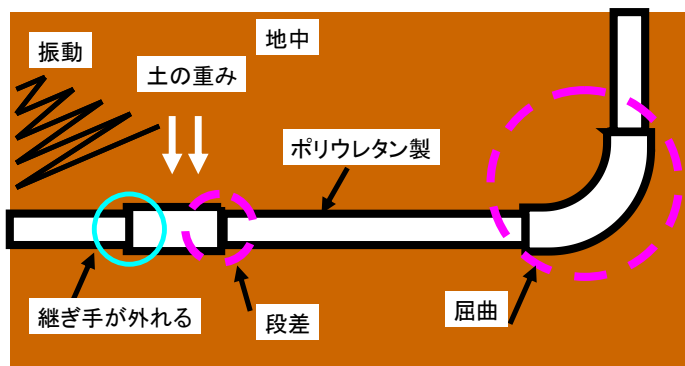 地中
振動
土の重み
ポリウレタン製
継ぎ手が外れる
段差
屈曲